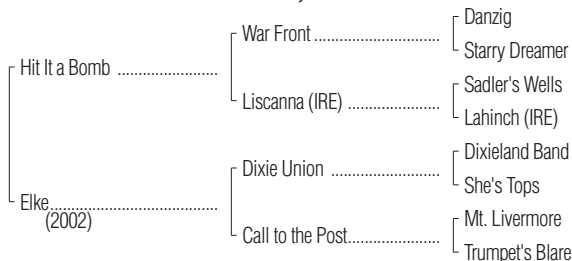 Danzig
War Front ........................
Starry Dreamer
Hit It a Bomb .......................
Sadler's Wells
Liscanna (IRE) .....................
Lahinch (IRE)
Dixieland Band
Dixie Union .........................
She's Tops
Elke.....................................
(2002)
Mt. Livermore
Call to the Post.....................
Trumpet's Blare